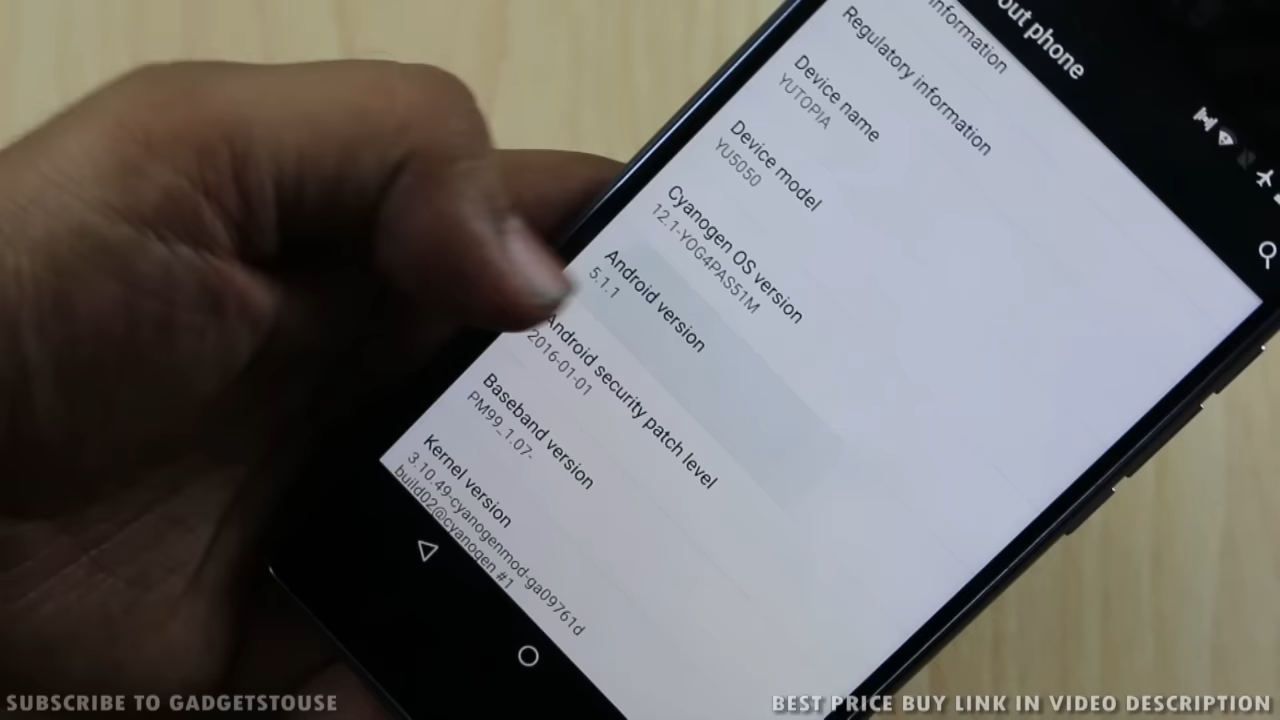 out phone
information
Regulatory information
Device name
YUTOPIA
Device model
YU5050
Cyanogen OS version
12.1-YOG4PAS51M
Android version
5.1.1
Android security patch level
2016-01-01
Baseband version
PM99_1.07-
Kernel version
3.10.49-cyanogenmod-ga09761d
build02@cyanogen #1
SUBSCRIBE TO GADGETSTOUSE
BEST PRICE BUY LINK IN VIDEO DESCRIPTION